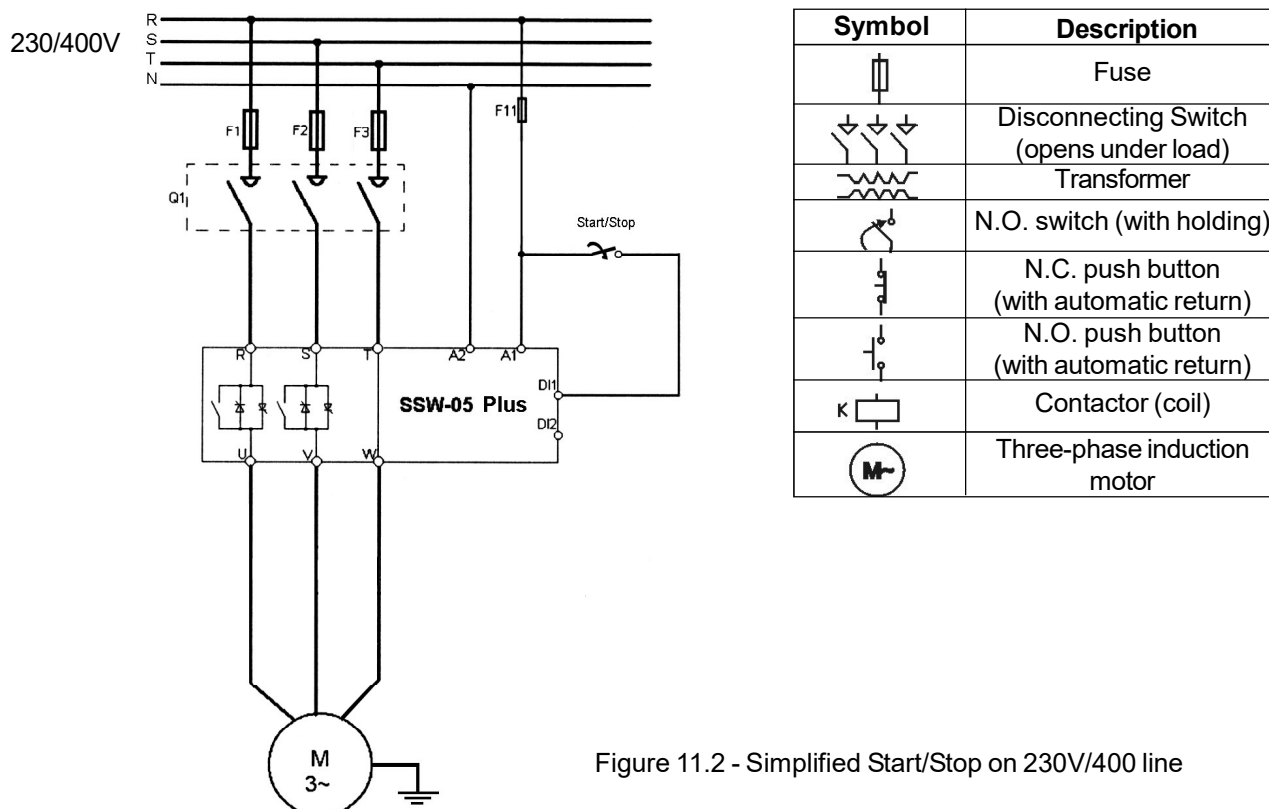 230/400V
R
S
T
N
F1
F2
F3
F11
Q1
Start/Stop
R
S
T
A2
A1
SSW-05 Plus
DI1
DI2
U
V
W
M
3~
Symbol Description
Fuse
Disconnecting Switch
(opens under load)
Transformer
N.O. switch (with holding)
N.C. push button
(with automatic return)
N.O. push button
(with automatic return)
K
Contactor (coil)
M~
Three-phase induction
motor
Figure 11.2 - Simplified Start/Stop on 230V/400 line